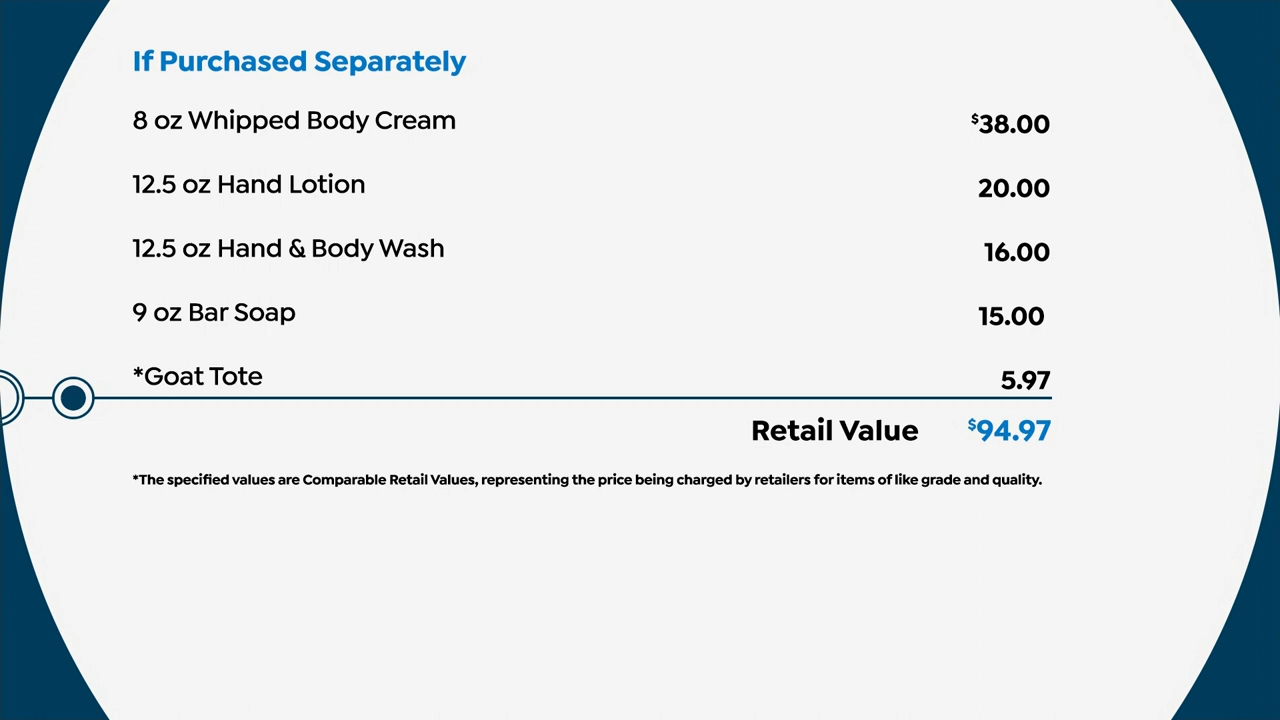 If Purchased Separately
8 oz Whipped Body Cream $38.00
12.5 oz Hand Lotion 20.00
12.5 oz Hand & Body Wash 16.00
9 oz Bar Soap 15.00
*Goat Tote 5.97
Retail Value $94.97
*The specified values are Comparable Retail Values, representing the price being charged by retailers for items of like grade and quality.